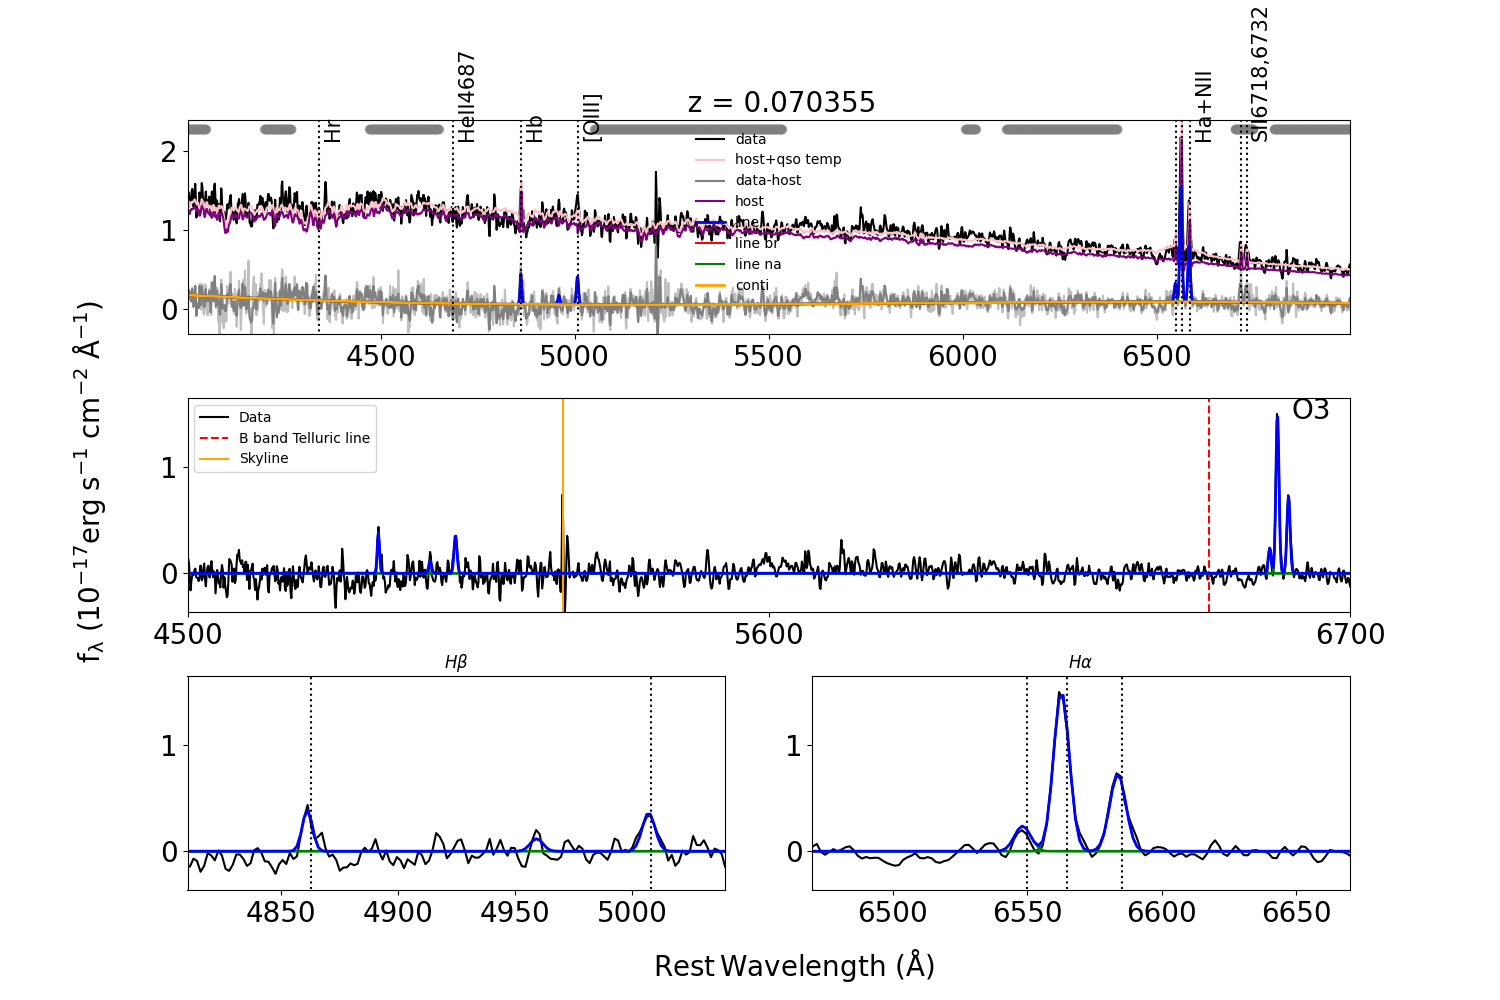 z = 0.070355
Hr
HeII4687
Hb
[OIII]
Ha+NII
SII6718,6732
data
host+qso temp
data-host
host
line
line br
line na
conti
2
1
0
4500
5000
5500
6000
6500
Data
B band Telluric line
Skyline
O3
1
0
4500
5600
6700
fλ (10−17erg s−1 cm−2 Å−1)
Hβ
1
0
4850
4900
4950
5000
Hα
1
0
6500
6550
6600
6650
Rest Wavelength (Å)